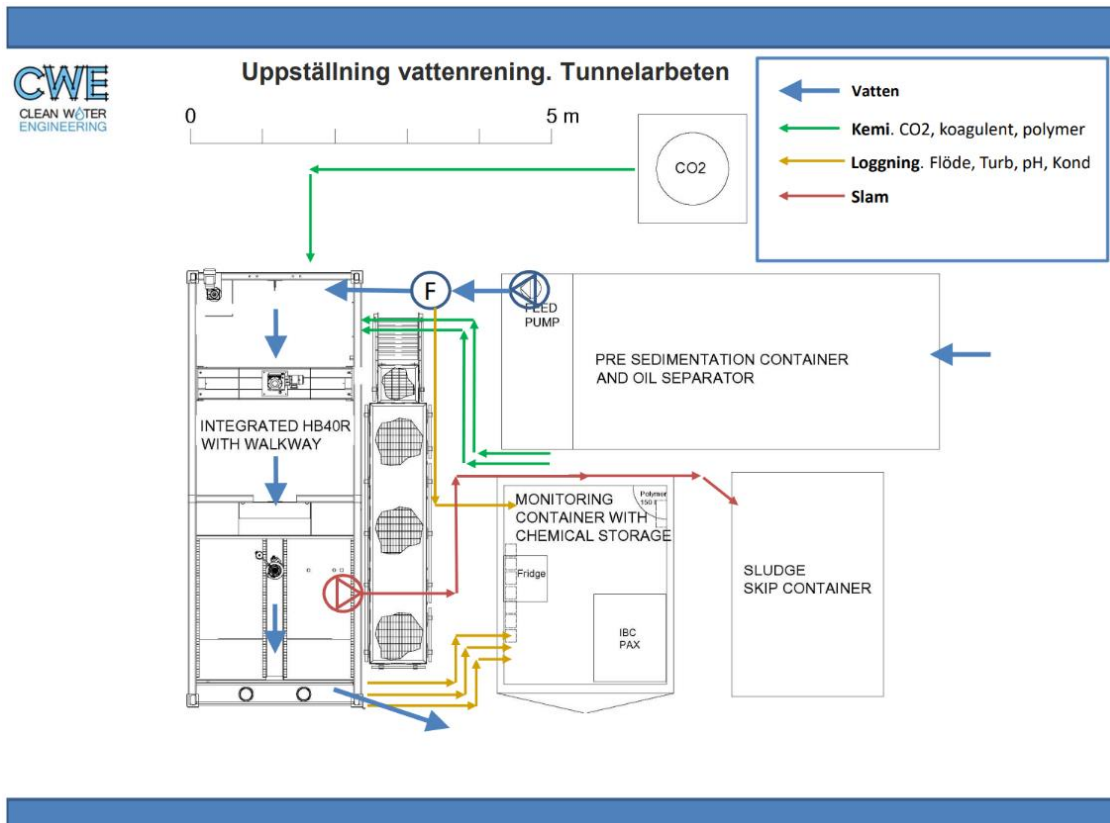 CWE
CLEAN WATER
ENGINEERING
Uppställning vattenrening. Tunnelarbeten
0
5 m
Vatten
Kemi. CO2, koagulent, polymer
Loggning. Flöde, Turb, pH, Kond
Slam
CO2
F
FEED
PUMP
PRE SEDIMENTATION CONTAINER
AND OIL SEPARATOR
INTEGRATED HB40R
WITH WALKWAY
MONITORING
CONTAINER WITH
CHEMICAL STORAGE
Polymer
150 l
Fridge
IBC
PAX
SLUDGE
SKIP CONTAINER